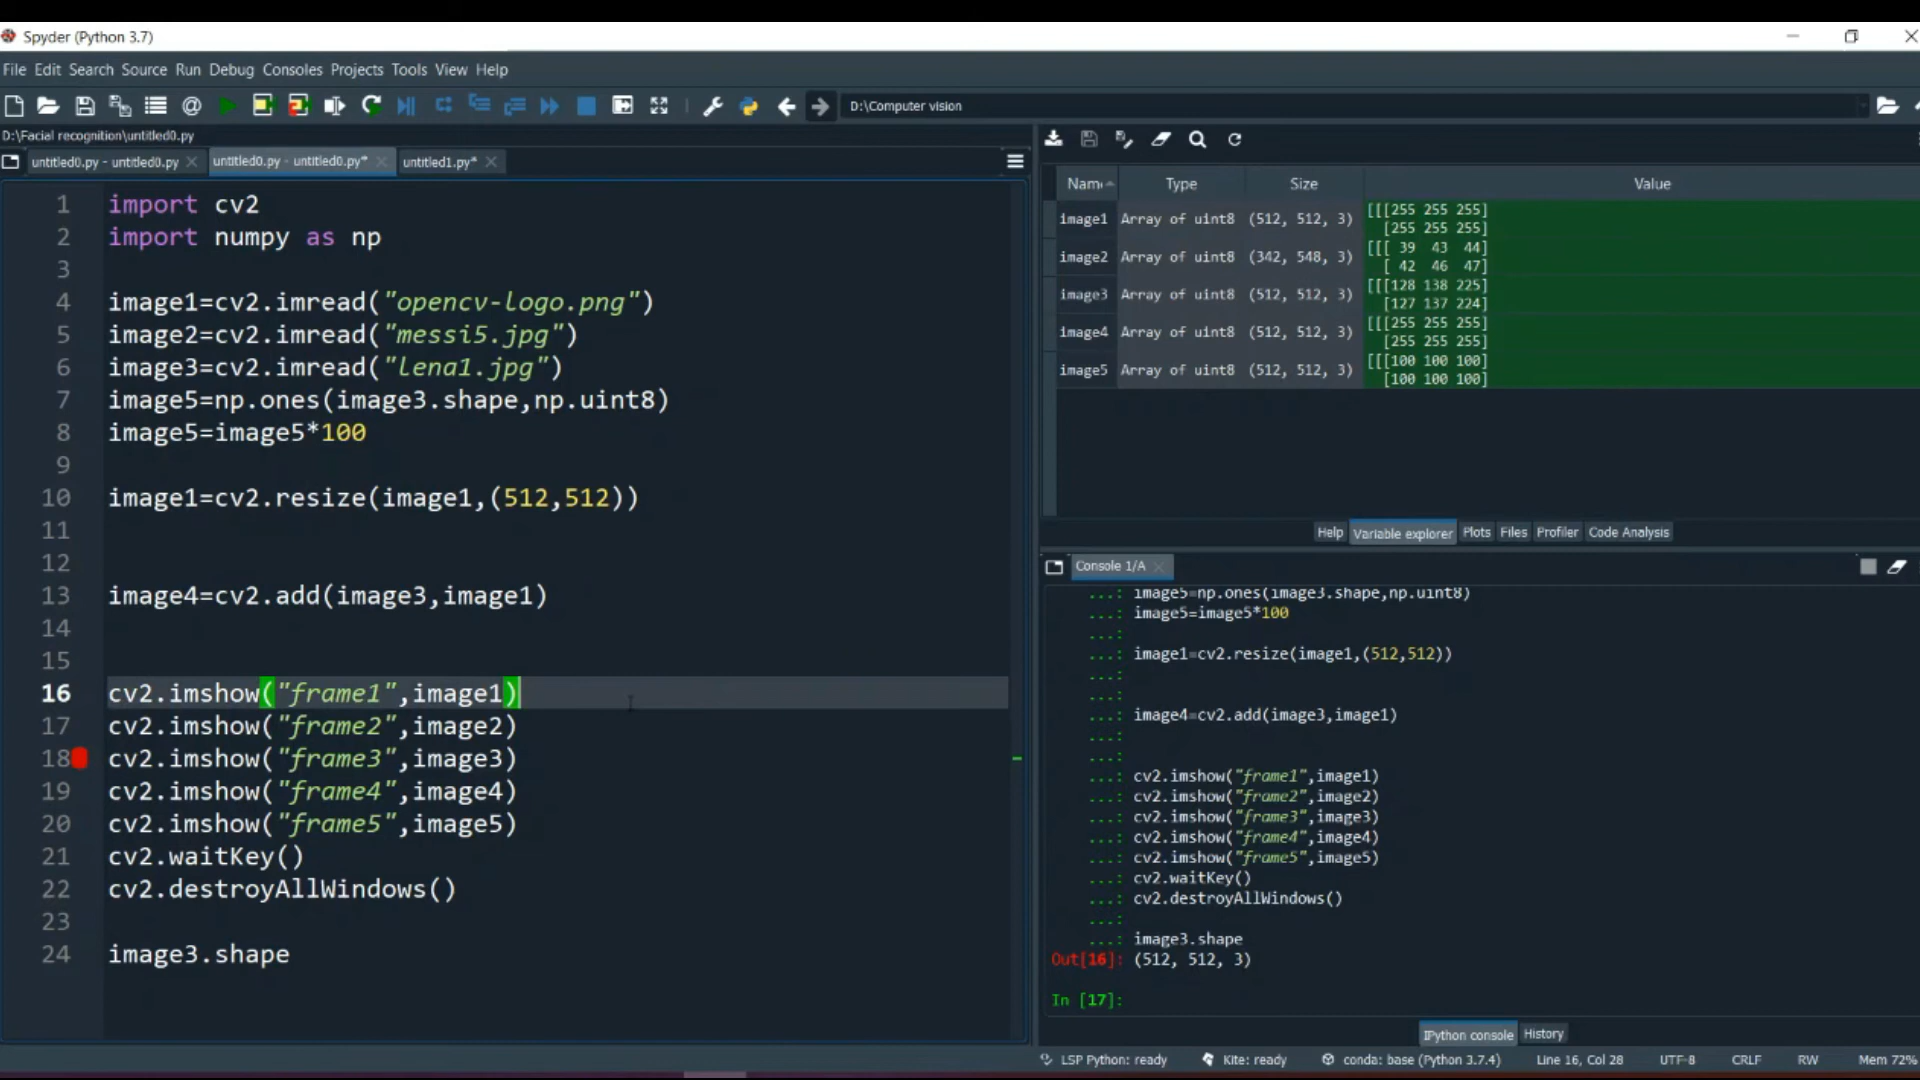 Spyder (Python 3.7)
File Edit Search Source Run Debug Consoles Projects Tools View Help
D:\Computer vision
D:\Facial recognition\untitled0.py
untitled0.py - untitled0.py untitled0.py - untitled0.py* untitled1.py*
1 import cv2
2 import numpy as np
3
4 image1=cv2.imread("opencv-logo.png")
5 image2=cv2.imread("messi5.jpg")
6 image3=cv2.imread("lena1.jpg")
7 image5=np.ones(image3.shape,np.uint8)
8 image5=image5*100
9
10 image1=cv2.resize(image1,(512,512))
11
12
13 image4=cv2.add(image3,image1)
14
15
16 cv2.imshow("frame1",image1)
17 cv2.imshow("frame2",image2)
18 cv2.imshow("frame3",image3)
19 cv2.imshow("frame4",image4)
20 cv2.imshow("frame5",image5)
21 cv2.waitKey()
22 cv2.destroyAllWindows()
23
24 image3.shape
Nam Type Size Value
image1 Array of uint8 (512, 512, 3) [[[255 255 255]
[255 255 255]
image2 Array of uint8 (342, 548, 3) [[[ 39 43 44]
[ 42 46 47]
image3 Array of uint8 (512, 512, 3) [[[128 138 225]
[127 137 224]
image4 Array of uint8 (512, 512, 3) [[[255 255 255]
[255 255 255]
image5 Array of uint8 (512, 512, 3) [[[100 100 100]
[100 100 100]
Help Variable explorer Plots Files Profiler Code Analysis
Console 1/A
...: image5=np.ones(image3.shape,np.uint8)
...: image5=image5*100
...:
...: image1=cv2.resize(image1,(512,512))
...:
...:
...: image4=cv2.add(image3,image1)
...:
...:
...: cv2.imshow("frame1",image1)
...: cv2.imshow("frame2",image2)
...: cv2.imshow("frame3",image3)
...: cv2.imshow("frame4",image4)
...: cv2.imshow("frame5",image5)
...: cv2.waitKey()
...: cv2.destroyAllWindows()
...:
...: image3.shape
Out[16]: (512, 512, 3)
In [17]:
IPython console History
LSP Python: ready Kite: ready conda: base (Python 3.7.4) Line 16, Col 28 UTF-8 CRLF RW Mem 72%